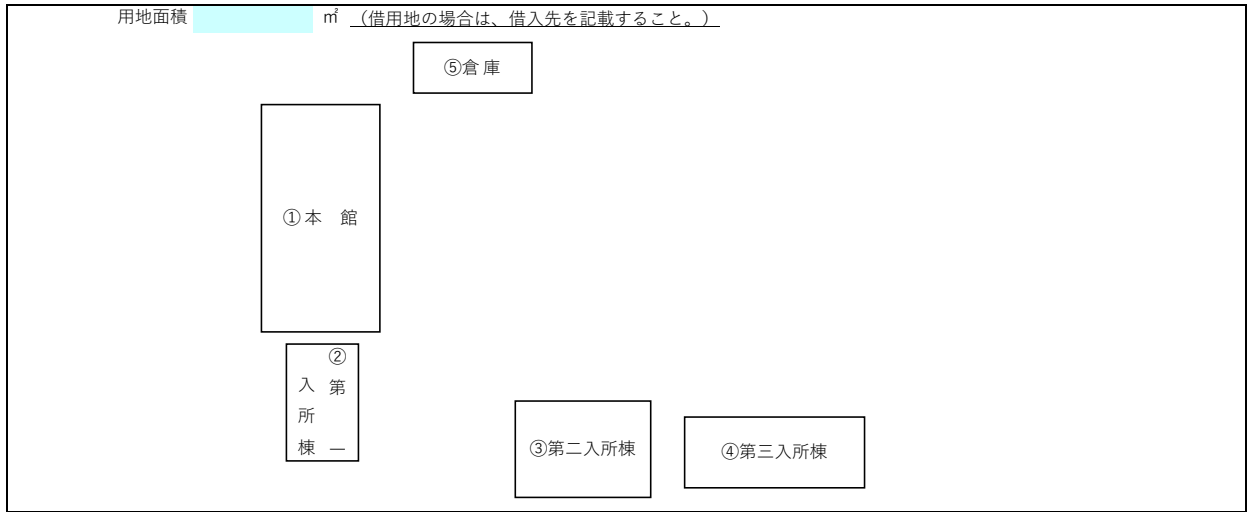 用地面積 ㎡ （借用地の場合は、借入先を記載すること。）
⑤倉 庫
①本　館
②第一
入所棟
③第二入所棟
④第三入所棟